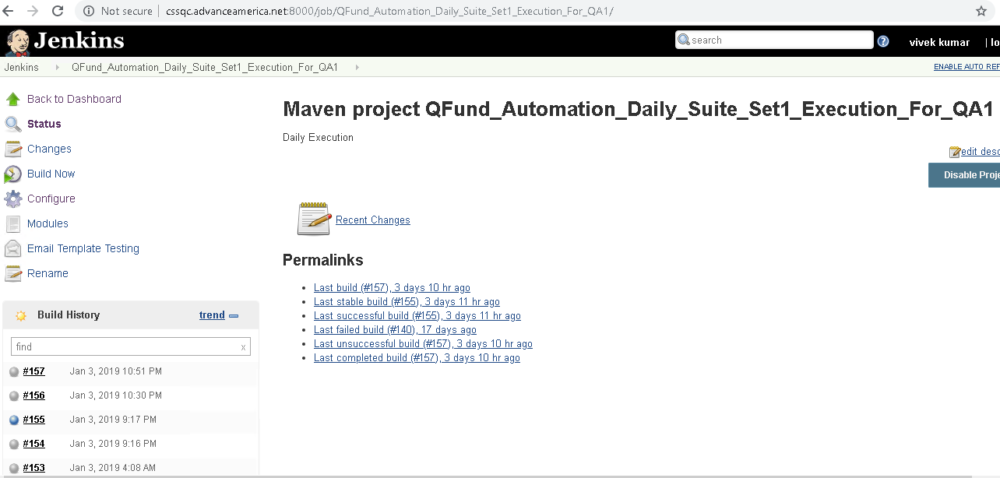 Not secure | cssqc.advanceamerica.net:8000/job/QFund_Automation_Daily_Suite_Set1_Execution_For_QA1/
Jenkins
search
?
vivek kumar | lo
Jenkins
QFund_Automation_Daily_Suite_Set1_Execution_For_QA1
ENABLE AUTO REF
Back to Dashboard
Status
Changes
Build Now
Configure
Modules
Email Template Testing
Rename
Build History
trend
find
x
#157 Jan 3, 2019 10:51 PM
#156 Jan 3, 2019 10:30 PM
#155 Jan 3, 2019 9:17 PM
#154 Jan 3, 2019 9:16 PM
#153 Jan 3, 2019 4:08 AM
Maven project QFund_Automation_Daily_Suite_Set1_Execution_For_QA1
Daily Execution
edit desc
Disable Proje
Recent Changes
Permalinks
Last build (#157), 3 days 10 hr ago
Last stable build (#155), 3 days 11 hr ago
Last successful build (#155), 3 days 11 hr ago
Last failed build (#140), 17 days ago
Last unsuccessful build (#157), 3 days 10 hr ago
Last completed build (#157), 3 days 10 hr ago